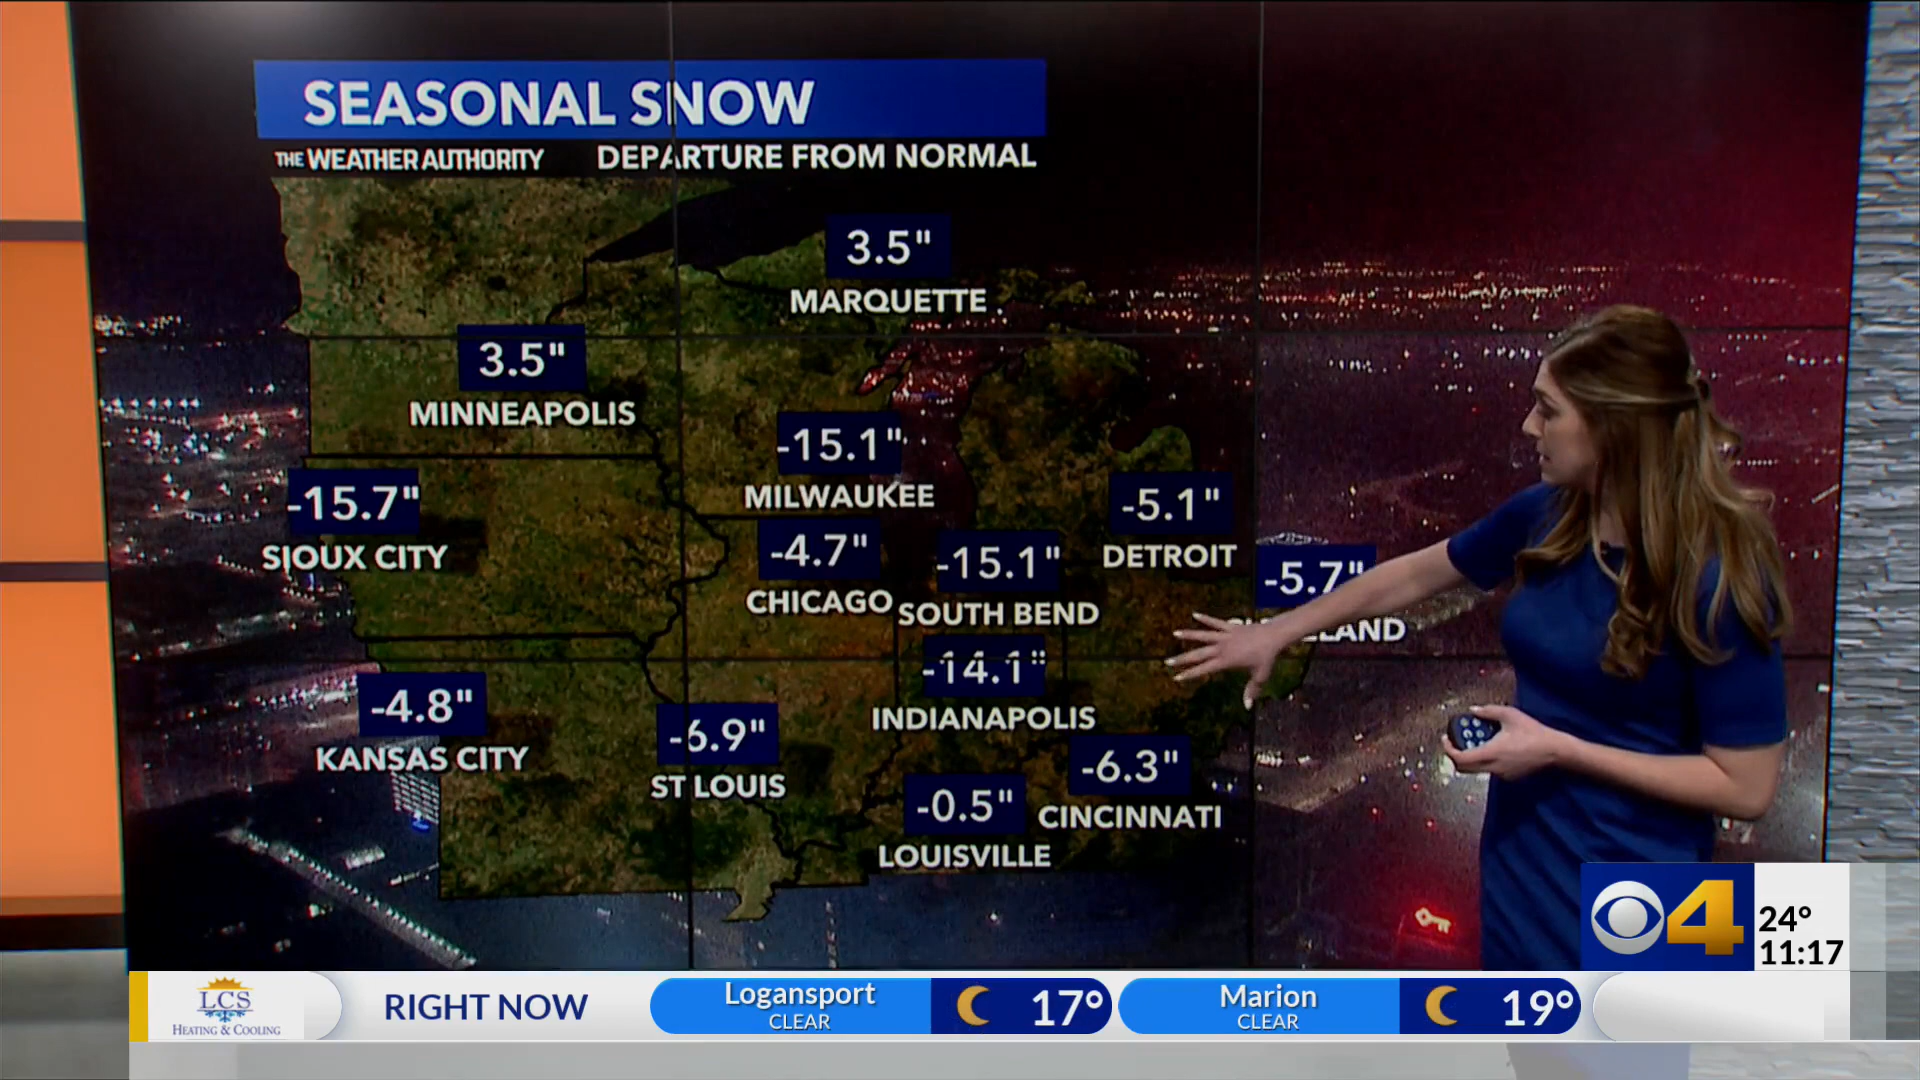 SEASONAL SNOW
THE WEATHER AUTHORITY
DEPARTURE FROM NORMAL
3.5"
MARQUETTE
3.5"
MINNEAPOLIS
-15.1"
MILWAUKEE
-15.7"
SIOUX CITY
-5.1"
DETROIT
-4.7"
CHICAGO
-15.1"
SOUTH BEND
-5.7"
-14.1"
INDIANAPOLIS
-4.8"
KANSAS CITY
-6.9"
ST LOUIS
-6.3"
CINCINNATI
-0.5"
LOUISVILLE
4
24°
11:17
LCS
HEATING & COOLING
RIGHT NOW
Logansport
CLEAR
17°
Marion
CLEAR
19°